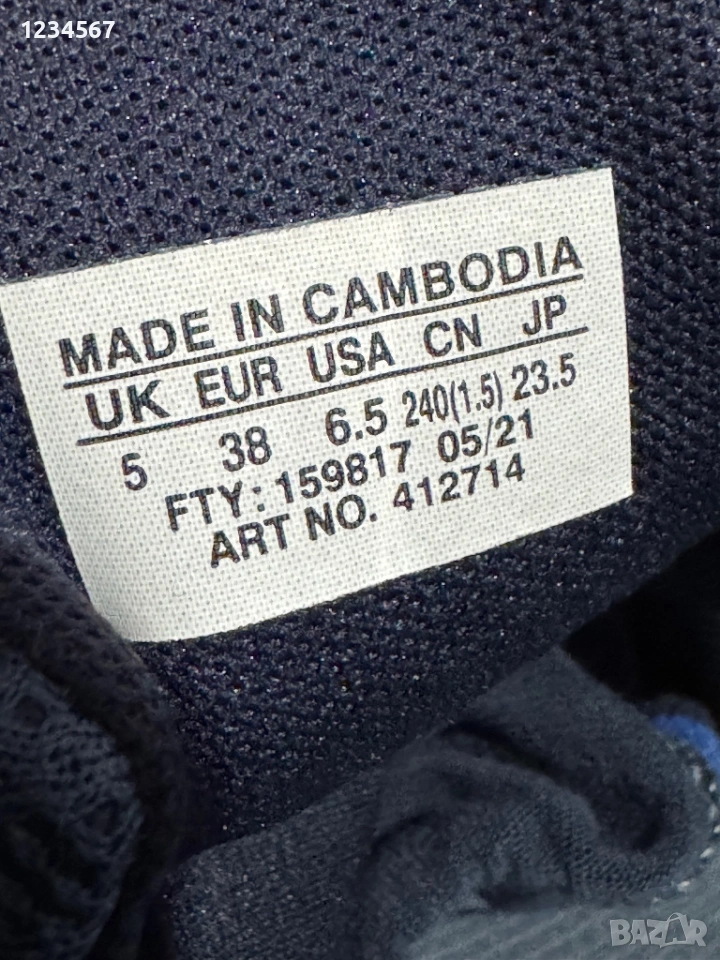 1234567
MADE IN CAMBODIA
UK EUR USA CN JP
5 38 6.5 240(1.5) 23.5
FTY: 159817 05/21
ART NO. 412714
BAZAR